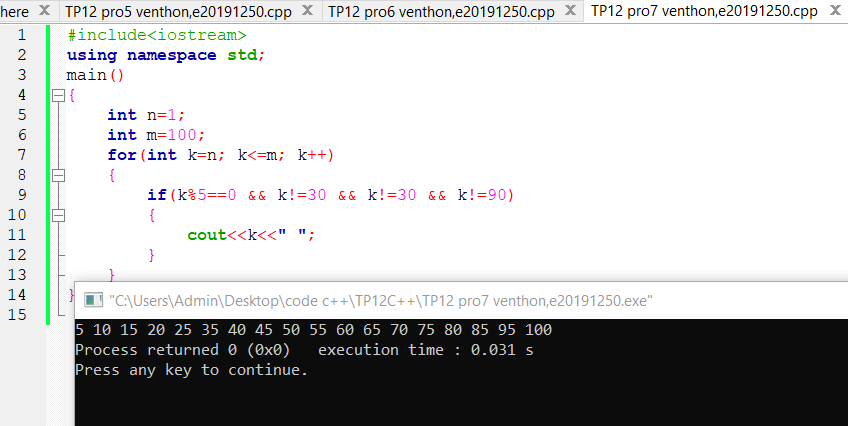 here TP12 pro5 venthon,e20191250.cpp TP12 pro6 venthon,e20191250.cpp TP12 pro7 venthon,e20191250.cpp
1 #include<iostream>
2 using namespace std;
3 main()
4 {
5 int n=1;
6 int m=100;
7 for(int k=n; k<=m; k++)
8 {
9 if(k%5==0 && k!=30 && k!=30 && k!=90)
10 {
11 cout<<k<<" ";
12 }
13 }
14 }
15
"C:\Users\Admin\Desktop\code c++\TP12C++\TP12 pro7 venthon,e20191250.exe"
5 10 15 20 25 35 40 45 50 55 60 65 70 75 80 85 95 100
Process returned 0 (0x0)   execution time : 0.031 s
Press any key to continue.